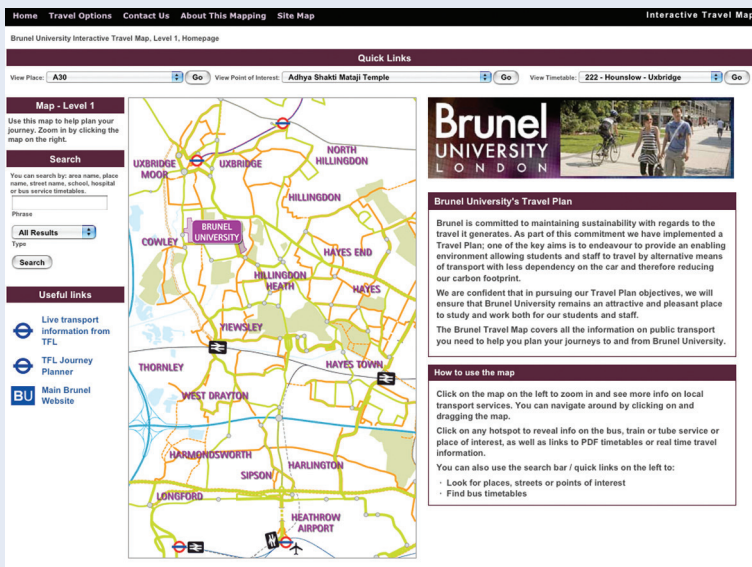 Home Travel Options Contact Us About This Mapping Site Map
Interactive Travel Map
Brunel University Interactive Travel Map, Level 1, Homepage
Quick Links
View Place: A30 Go View Point of Interest: Adhya Shakti Mataji Temple Go View Timetable: 222 - Hounslow - Uxbridge Go
Map - Level 1
Use this map to help plan your
journey. Zoom in by clicking the
map on the right.
Search
You can search by: area name, place
name, street name, school, hospital
or bus service timetables.
Phrase
All Results
Type
Search
Useful links
Live transport
information from
TFL
TFL Journey
Planner
BU
Main Brunel
Website
NORTH
HILLINGDON
UXBRIDGE
MOOR
UXBRIDGE
HILLINGDON
BRUNEL
UNIVERSITY
COWLEY
HAYES END
HILLINGDON
HEATH
HAYES
YIEWSLEY
THORNLEY
HAYES TOWN
WEST DRAYTON
HARMONDSWORTH
HARLINGTON
SIPSON
LONGFORD
HEATHROW
AIRPORT
Brunel
UNIVERSITY
LONDON
Brunel University's Travel Plan
Brunel is committed to maintaining sustainability with regards to the
travel it generates. As part of this commitment we have implemented a
Travel Plan; one of the key aims is to endeavour to provide an enabling
environment allowing students and staff to travel by alternative means
of transport with less dependency on the car and therefore reducing
our carbon footprint.
We are confident that in pursuing our Travel Plan objectives, we will
ensure that Brunel University remains an attractive and pleasant place
to study and work both for our students and staff.
The Brunel Travel Map covers all the information on public transport
you need to help you plan your journeys to and from Brunel University.
How to use the map
Click on the map on the left to zoom in and see more info on local
transport services. You can navigate around by clicking on and
dragging the map.
Click on any hotspot to reveal info on the bus, train or tube service or
place of interest, as well as links to PDF timetables or real time travel
information.
You can also use the search bar / quick links on the left to:
· Look for places, streets or points of interest
· Find bus timetables